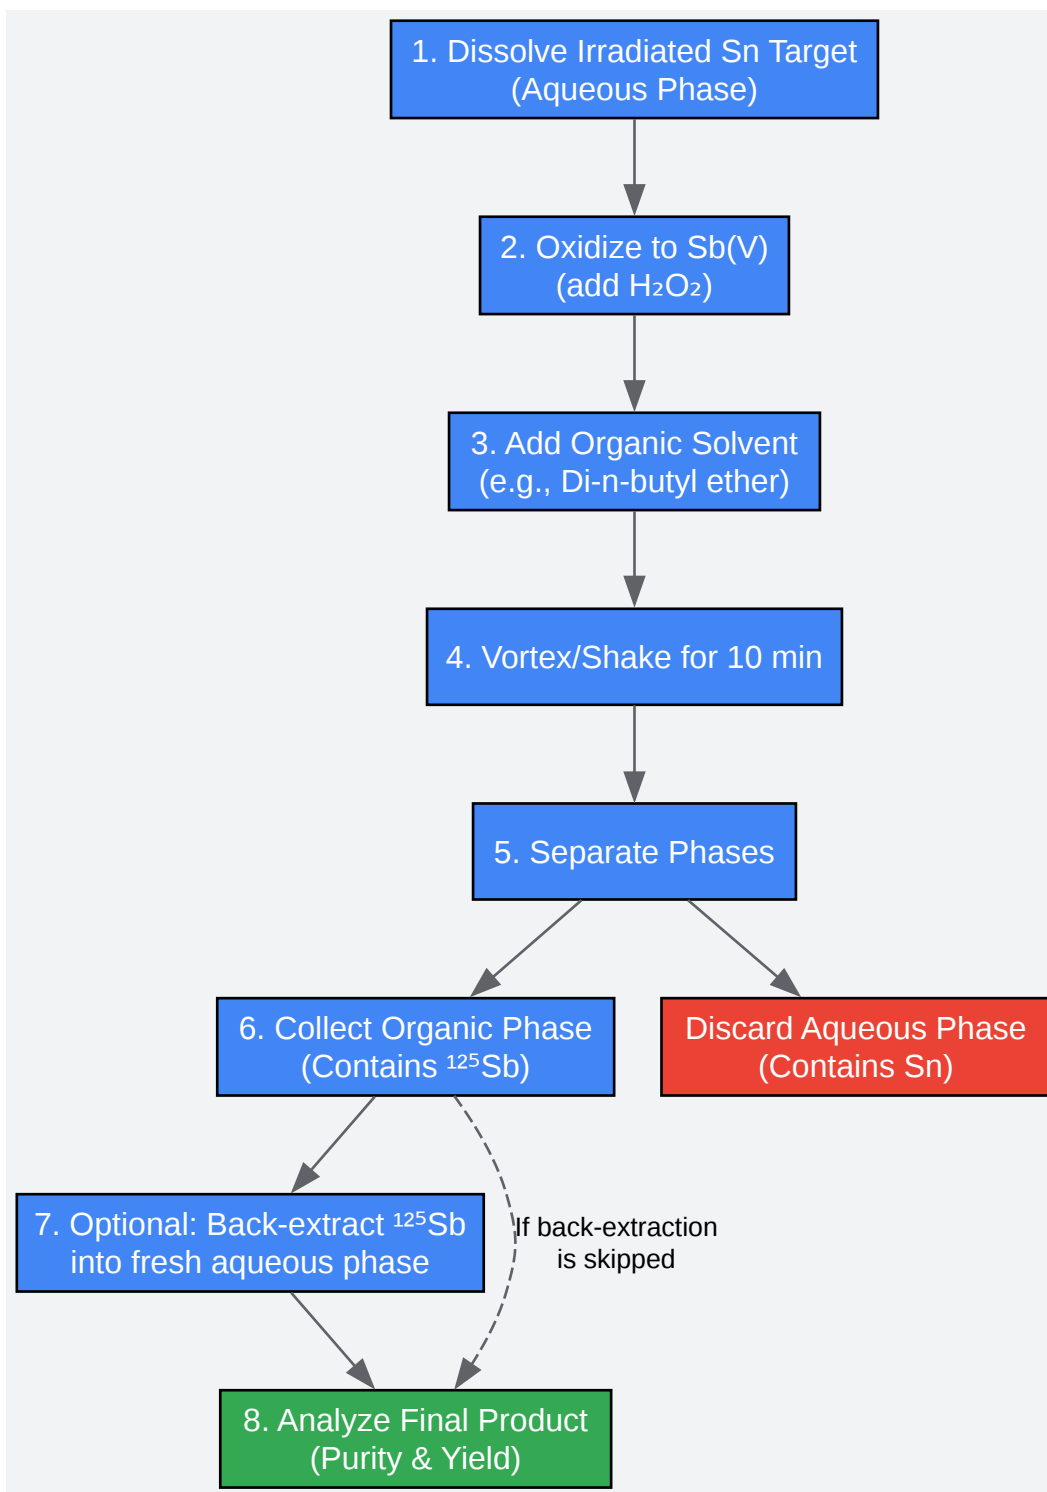 1. Dissolve Irradiated Sn Target
(Aqueous Phase)
2. Oxidize to Sb(V)
(add H₂O₂)
3. Add Organic Solvent
(e.g., Di-n-butyl ether)
4. Vortex/Shake for 10 min
5. Separate Phases
6. Collect Organic Phase
(Contains ¹²⁵Sb)
Discard Aqueous Phase
(Contains Sn)
7. Optional: Back-extract ¹²⁵Sb
into fresh aqueous phase
If back-extraction
is skipped
8. Analyze Final Product
(Purity & Yield)